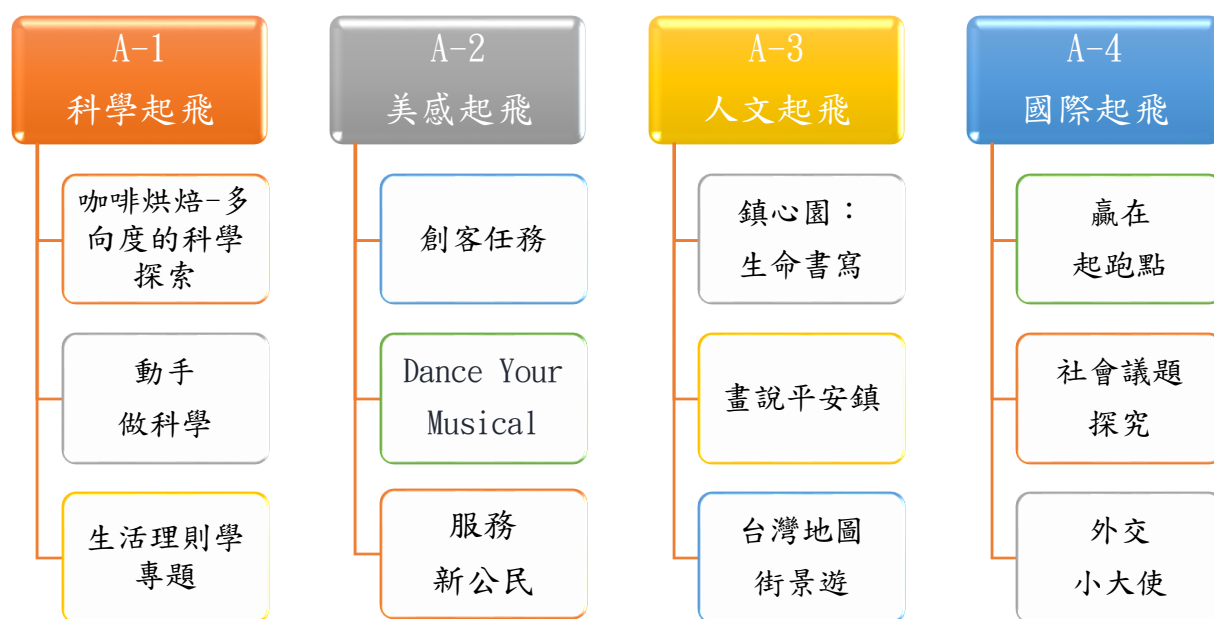 A-1
科學起飛
咖啡烘焙-多
向度的科學
探索
動手
做科學
生活理則學
專題
A-2
美感起飛
創客任務
Dance Your
Musical
服務
新公民
A-3
人文起飛
鎮心園：
生命書寫
畫說平安鎮
台灣地圖
街景遊
A-4
國際起飛
贏在
起跑點
社會議題
探究
外交
小大使